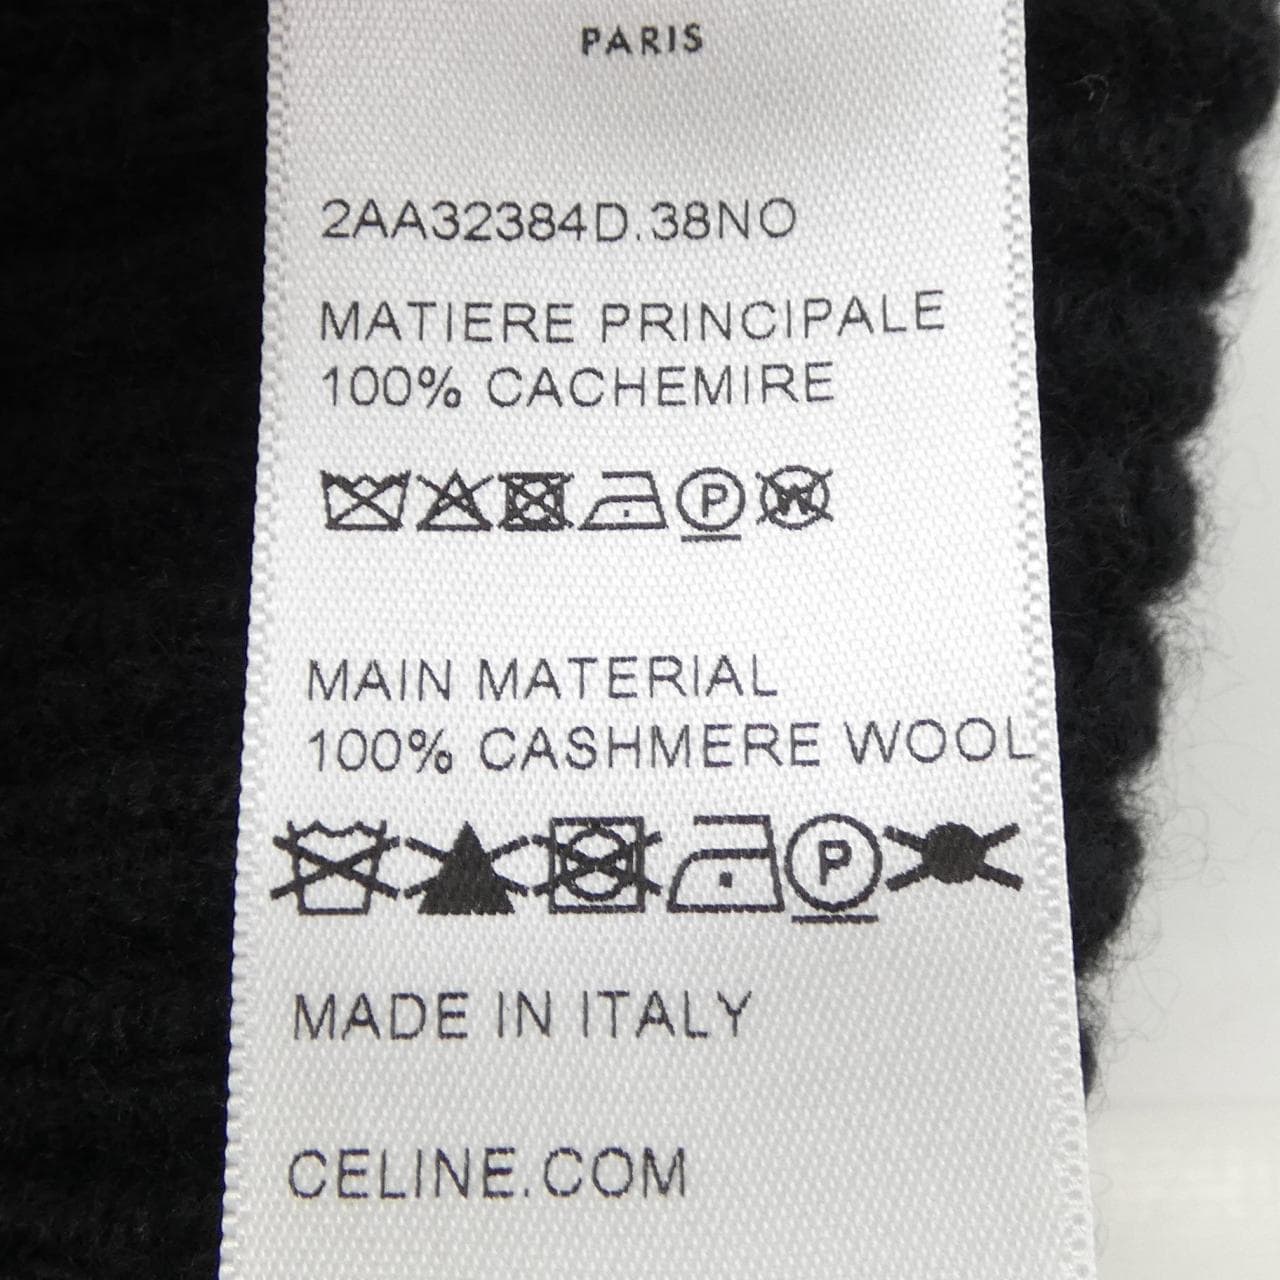 PARIS
2AA32384D.38NO
MATIERE PRINCIPALE
100% CACHEMIRE
P W
MAIN MATERIAL
100% CASHMERE WOOL
P
MADE IN ITALY
CELINE.COM